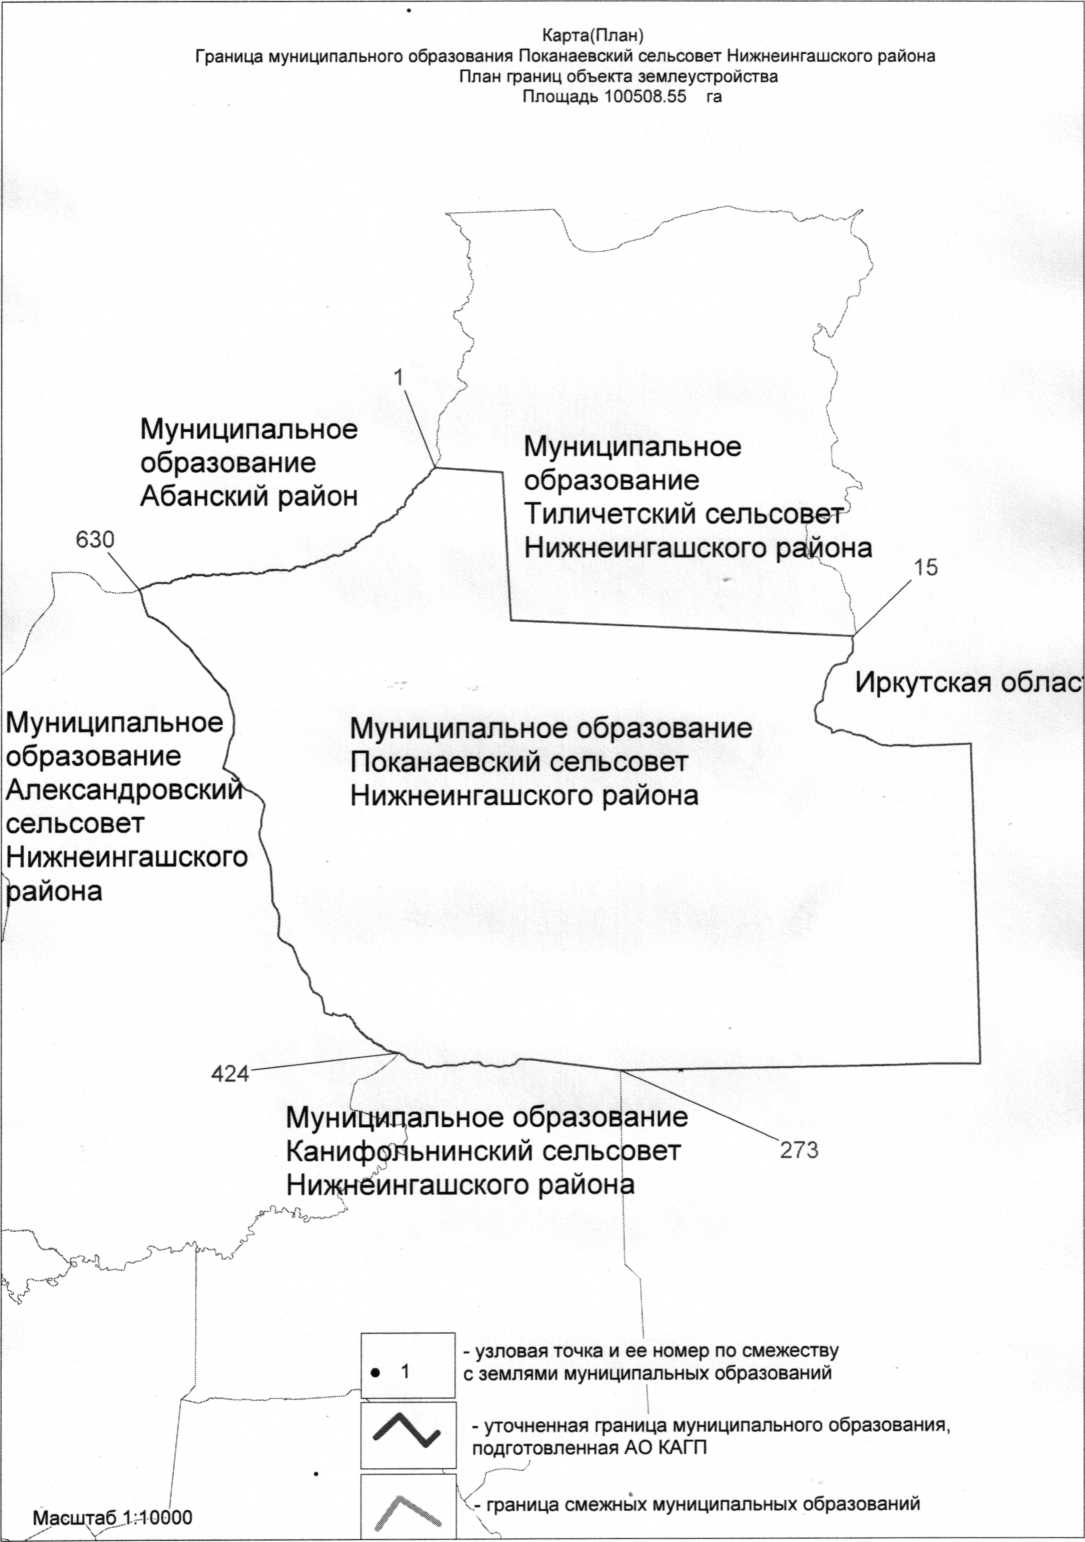 Карта(План)
Граница муниципального образования Поканаевский сельсовет Нижнеингашского района
План границ объекта землеустройства
Площадь 100508.55 га
1
Муниципальное
образование
Абанский район
Муниципальное
образование
Тиличетский сельсовет
Нижнеингашского района
630
15
Иркутская облас
Муниципальное
образование
Александровский
сельсовет
Нижнеингашского
района
Муниципальное образование
Поканаевский сельсовет
Нижнеингашского района
424
273
Муниципальное образование
Канифольнинский сельсовет
Нижнеингашского района
1
- узловая точка и ее номер по смежеству
с землями муниципальных образований
- уточненная граница муниципального образования,
подготовленная АО КАГП
- граница смежных муниципальных образований
Масштаб 1:10000